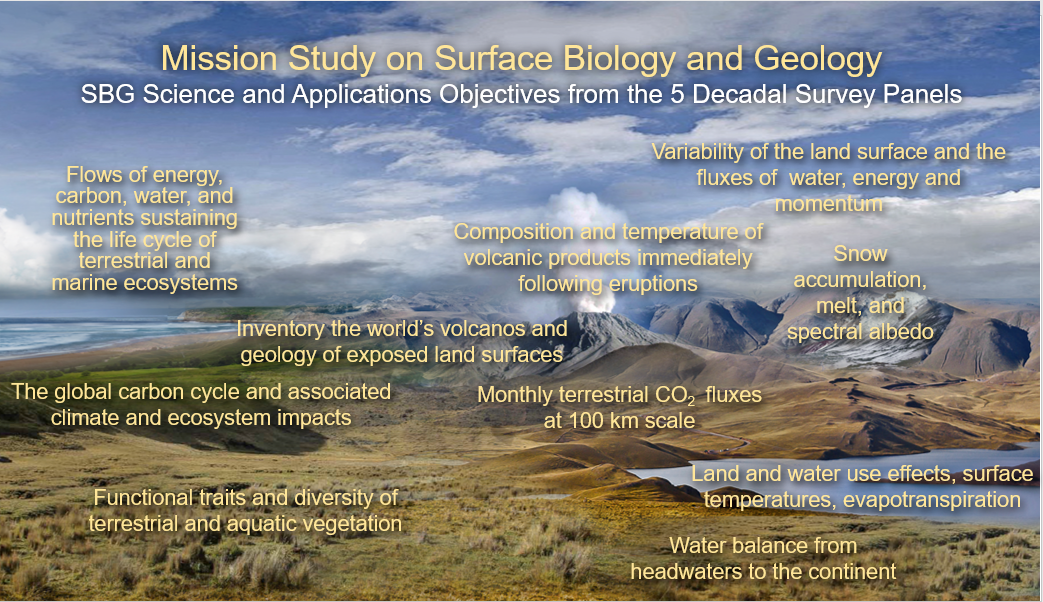 Mission Study on Surface Biology and Geology
SBG Science and Applications Objectives from the 5 Decadal Survey Panels
Variability of the land surface and the
fluxes of  water, energy and
momentum
Flows of energy,
carbon, water, and
nutrients sustaining
the life cycle of
terrestrial and
marine ecosystems
Composition and temperature of
volcanic products immediately
following eruptions
Snow
accumulation,
melt, and
spectral albedo
Inventory the world’s volcanos and
geology of exposed land surfaces
The global carbon cycle and associated
climate and ecosystem impacts
Monthly terrestrial CO₂  fluxes
at 100 km scale
Land and water use effects, surface
temperatures, evapotranspiration
Functional traits and diversity of
terrestrial and aquatic vegetation
Water balance from
headwaters to the continent